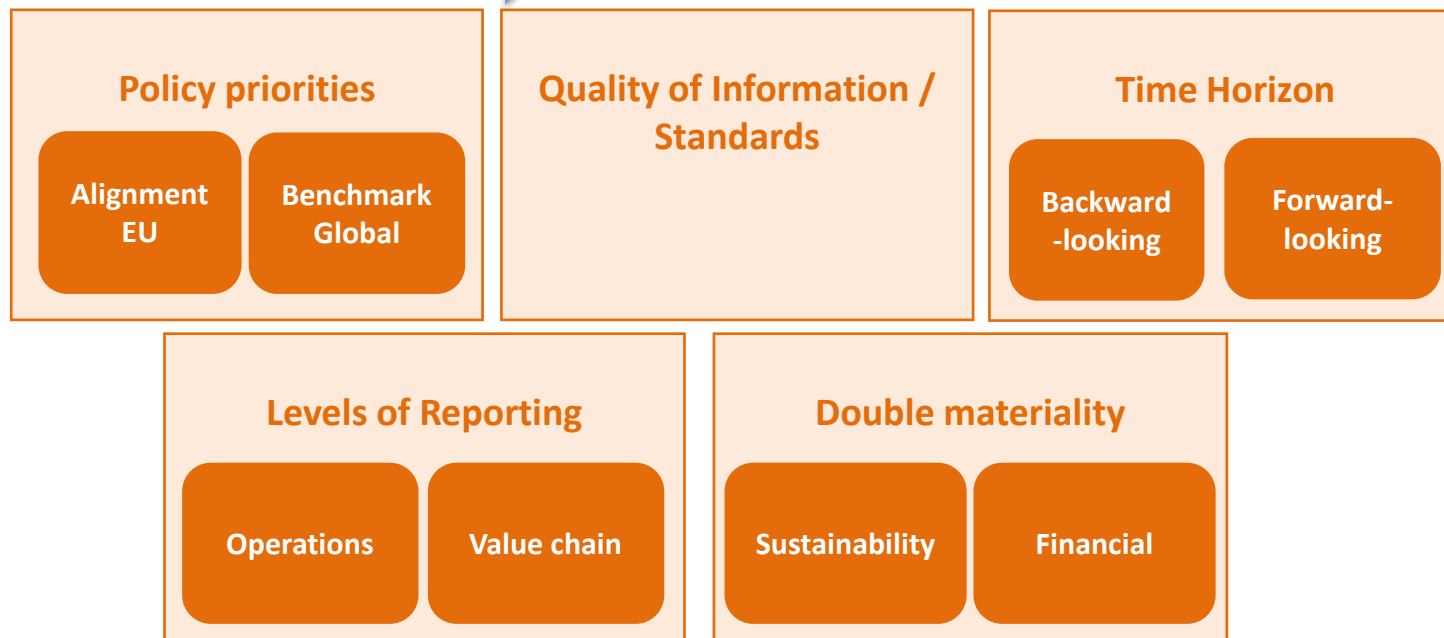 Policy priorities
Alignment
EU
Benchmark
Global
Quality of Information /
Standards
Time Horizon
Backward
-looking
Forward-
looking
Levels of Reporting
Operations
Value chain
Double materiality
Sustainability
Financial